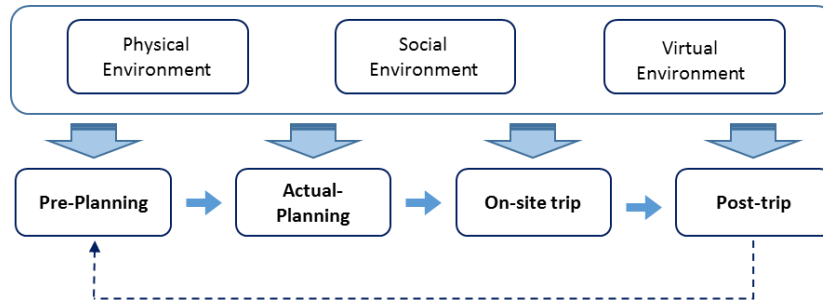 Physical
Environment
Social
Environment
Virtual
Environment
Pre-Planning
Actual-
Planning
On-site trip
Post-trip